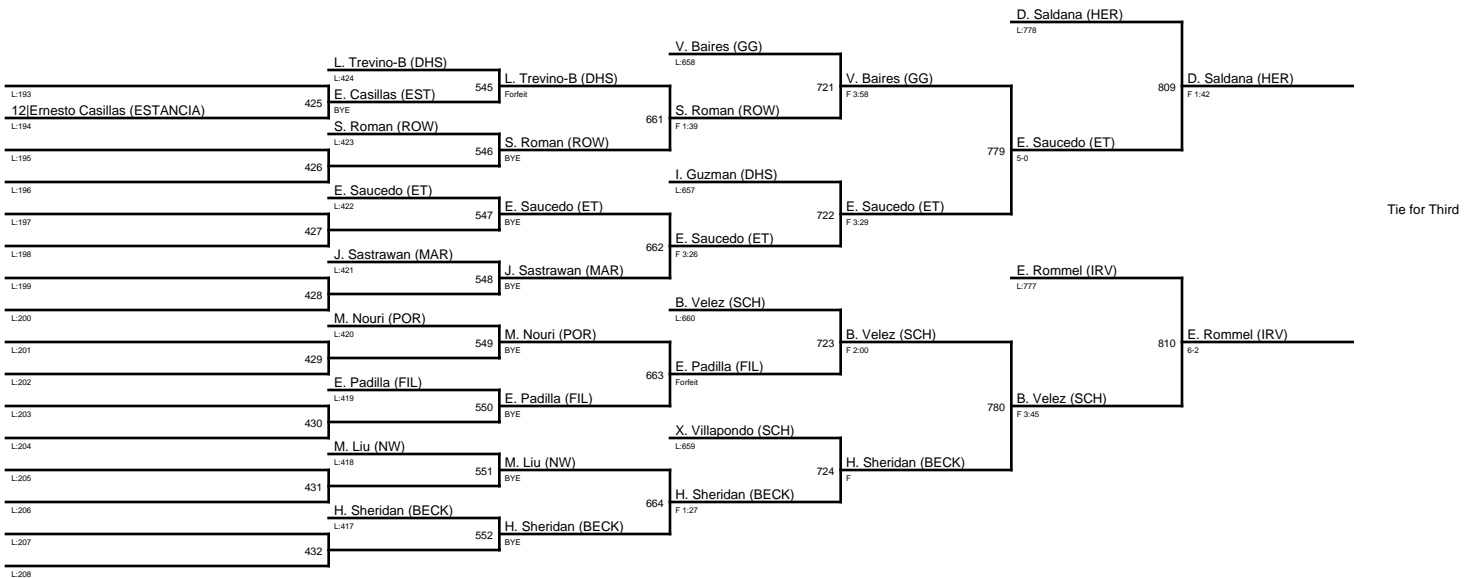 L:193
12|Ernesto Casillas (ESTANCIA)
L:194
L:195
L:196
L:197
L:198
L:199
L:200
L:201
L:202
L:203
L:204
L:205
L:206
L:207
L:208
425
426
427
428
429
430
431
432
L. Trevino-B (DHS)
L:424
E. Casillas (EST)
BYE
S. Roman (ROW)
L:423
E. Saucedo (ET)
L:422
J. Sastrawan (MAR)
L:421
M. Nouri (POR)
L:420
E. Padilla (FIL)
L:419
M. Liu (NW)
L:418
H. Sheridan (BECK)
L:417
545
546
547
548
549
550
551
552
L. Trevino-B (DHS)
Forfeit
S. Roman (ROW)
BYE
E. Saucedo (ET)
BYE
J. Sastrawan (MAR)
BYE
M. Nouri (POR)
BYE
E. Padilla (FIL)
BYE
M. Liu (NW)
BYE
H. Sheridan (BECK)
BYE
661
662
663
664
V. Baires (GG)
L:658
S. Roman (ROW)
F 1:39
I. Guzman (DHS)
L:657
E. Saucedo (ET)
F 3:26
B. Velez (SCH)
L:660
E. Padilla (FIL)
Forfeit
X. Villapondo (SCH)
L:659
H. Sheridan (BECK)
F 1:27
721
722
723
724
V. Baires (GG)
F 3:58
E. Saucedo (ET)
F 3:29
B. Velez (SCH)
F 2:00
H. Sheridan (BECK)
F
779
780
D. Saldana (HER)
L:778
E. Saucedo (ET)
5-0
E. Rommel (IRV)
L:777
B. Velez (SCH)
F 3:45
809
810
D. Saldana (HER)
F 1:42
E. Rommel (IRV)
6-2
Tie for Third